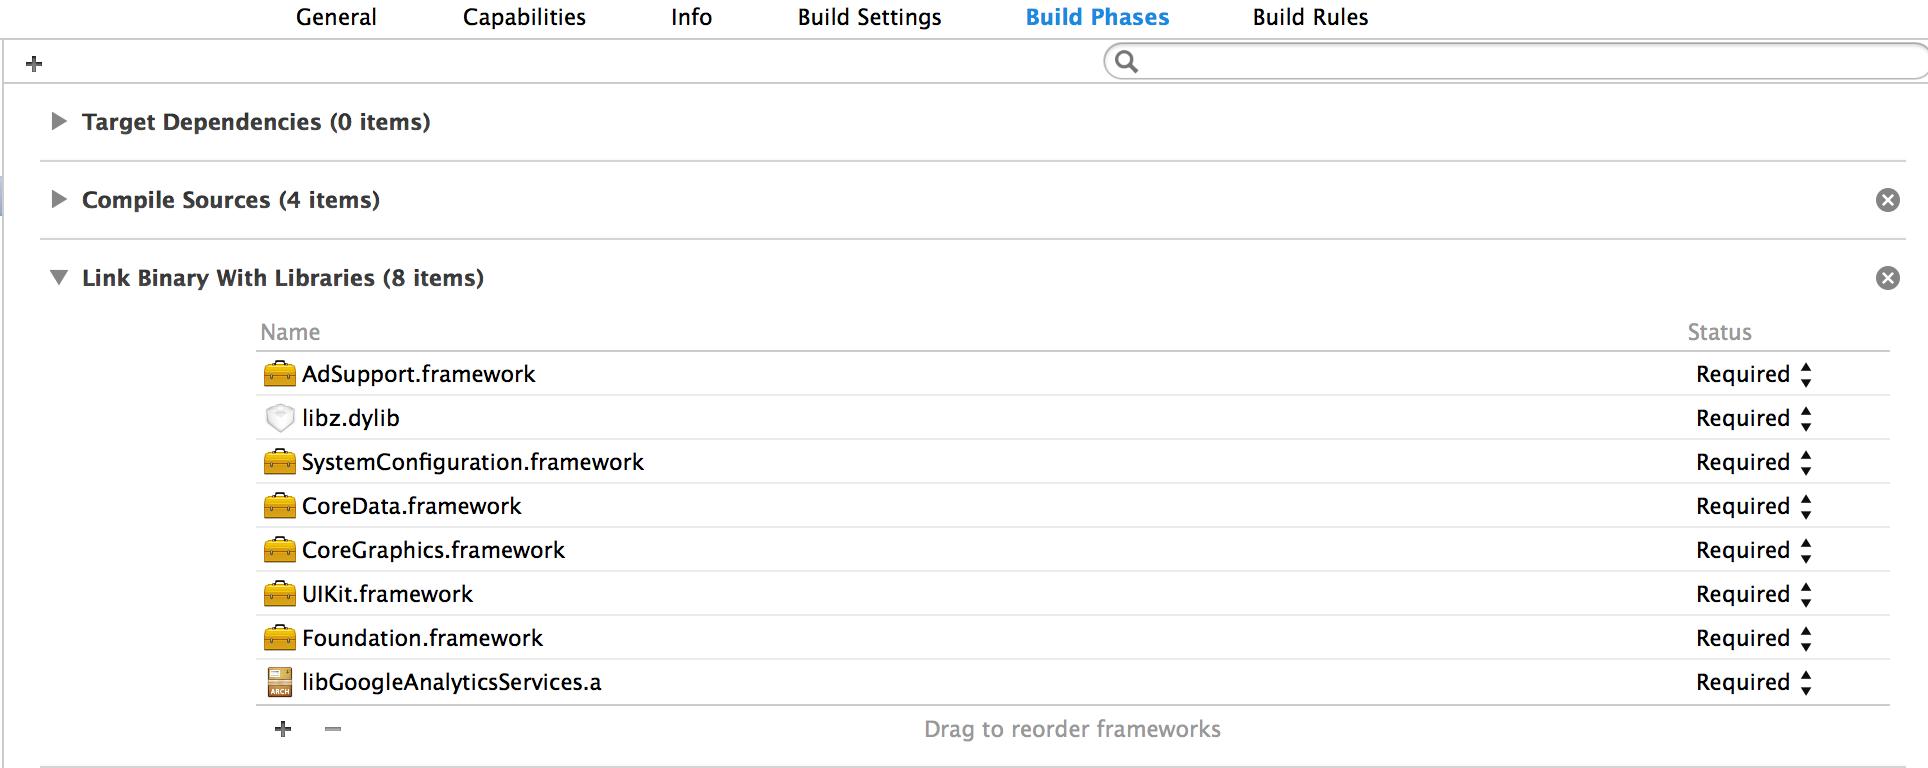 General Capabilities Info Build Settings Build Phases Build Rules
Target Dependencies (0 items)
Compile Sources (4 items)
Link Binary With Libraries (8 items)
Name Status
AdSupport.framework Required
libz.dylib Required
SystemConfiguration.framework Required
CoreData.framework Required
CoreGraphics.framework Required
UIKit.framework Required
Foundation.framework Required
ARCH libGoogleAnalyticsServices.a Required
Drag to reorder frameworks